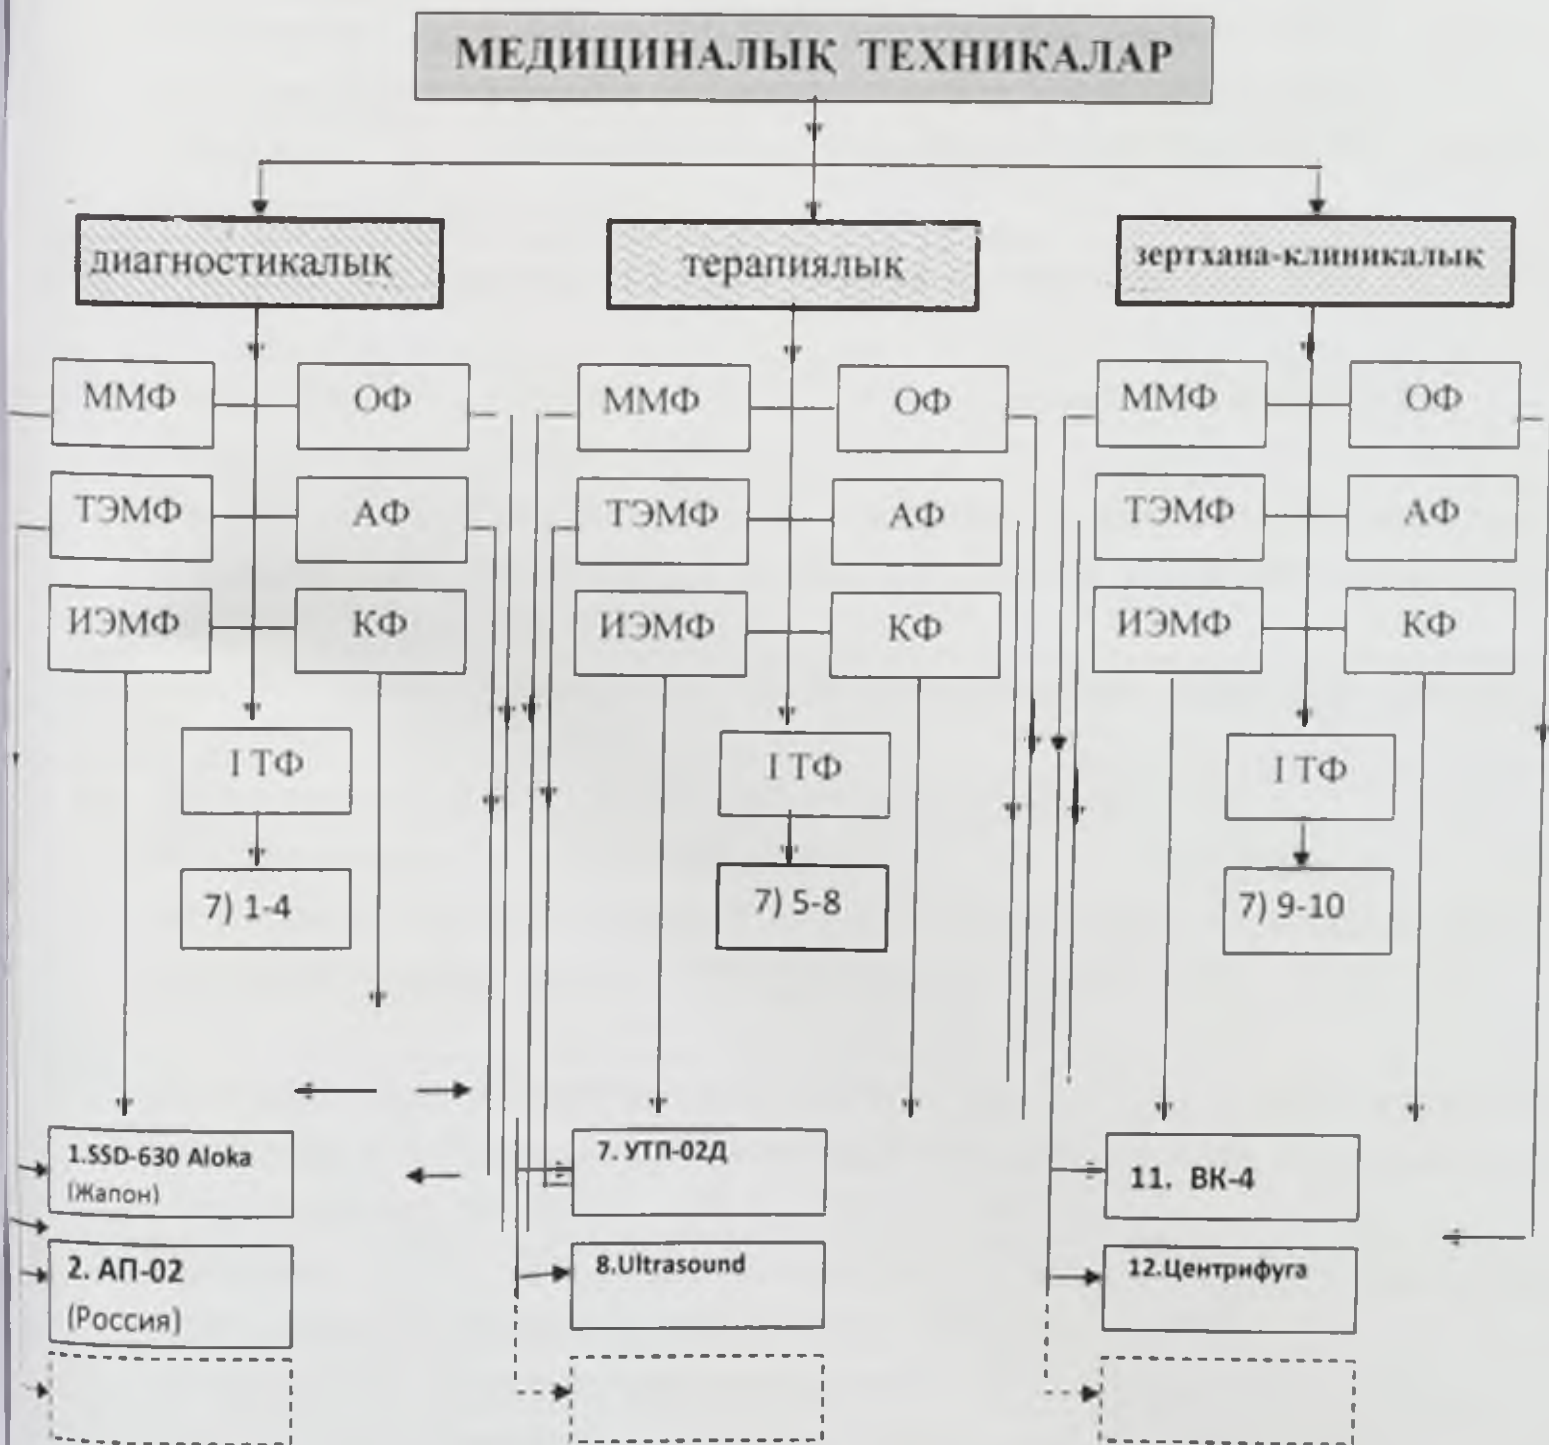 МЕДИЦИНАЛЫҚ ТЕХНИКАЛАР
диагностикалық
терапиялық
зертхана-клиникалық
ММФ
ОФ
ММФ
ОФ
ММФ
ОФ
ТЭМФ
АФ
ТЭМФ
АФ
ТЭМФ
АФ
ИЭМФ
КФ
ИЭМФ
КФ
ИЭМФ
КФ
І ТФ
І ТФ
І ТФ
7) 1-4
7) 5-8
7) 9-10
1.SSD-630 Aloka
(Жапон)
7. УТП-02Д
11. ВК-4
2. АП-02
(Россия)
8.Ultrasound
12.Центрифуга